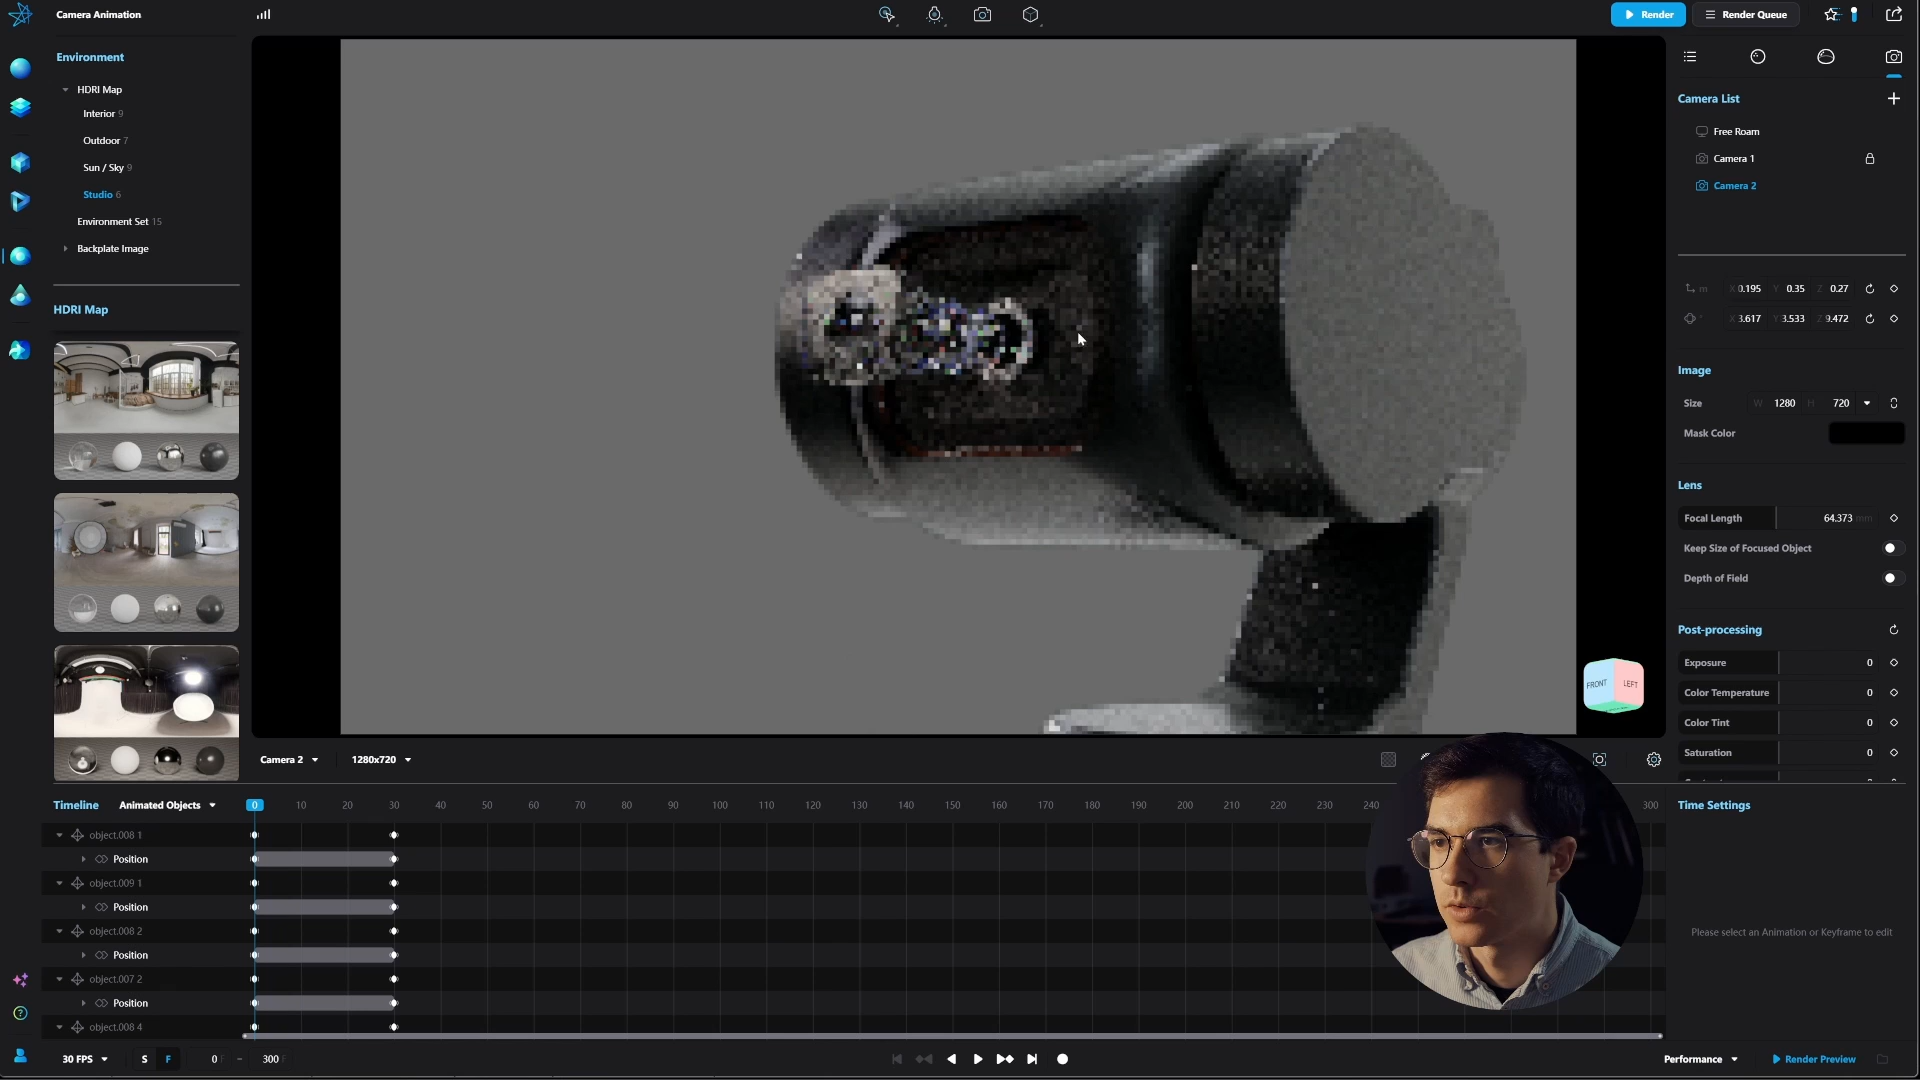 Camera Animation
Render
Render Queue
Environment
HDRI Map
Interior 9
Outdoor 7
Sun / Sky 9
Studio 6
Environment Set 15
Backplate Image
HDRI Map
Camera List
Free Roam
Camera 1
Camera 2
m X 0.195 Y 0.35 Z 0.27
X 3.617 Y 3.533 Z 9.472
Image
Size W 1280 H 720
Mask Color
Lens
Focal Length 64.373 mm
Keep Size of Focused Object
Depth of Field
Post-processing
Exposure 0
Color Temperature 0
Color Tint 0
Saturation 0
FRONT LEFT
Camera 2 1280x720
Timeline Animated Objects 0 10 20 30 40 50 60 70 80 90 100 110 120 130 140 150 160 170 180 190 200 210 220 230 240 300
Time Settings
object.008 1
Position
object.009 1
Position
object.008 2
Position
object.007 2
Position
object.008 4
Please select an Animation or Keyframe to edit
30 FPS S F 0 F - 300 F
Performance Render Preview